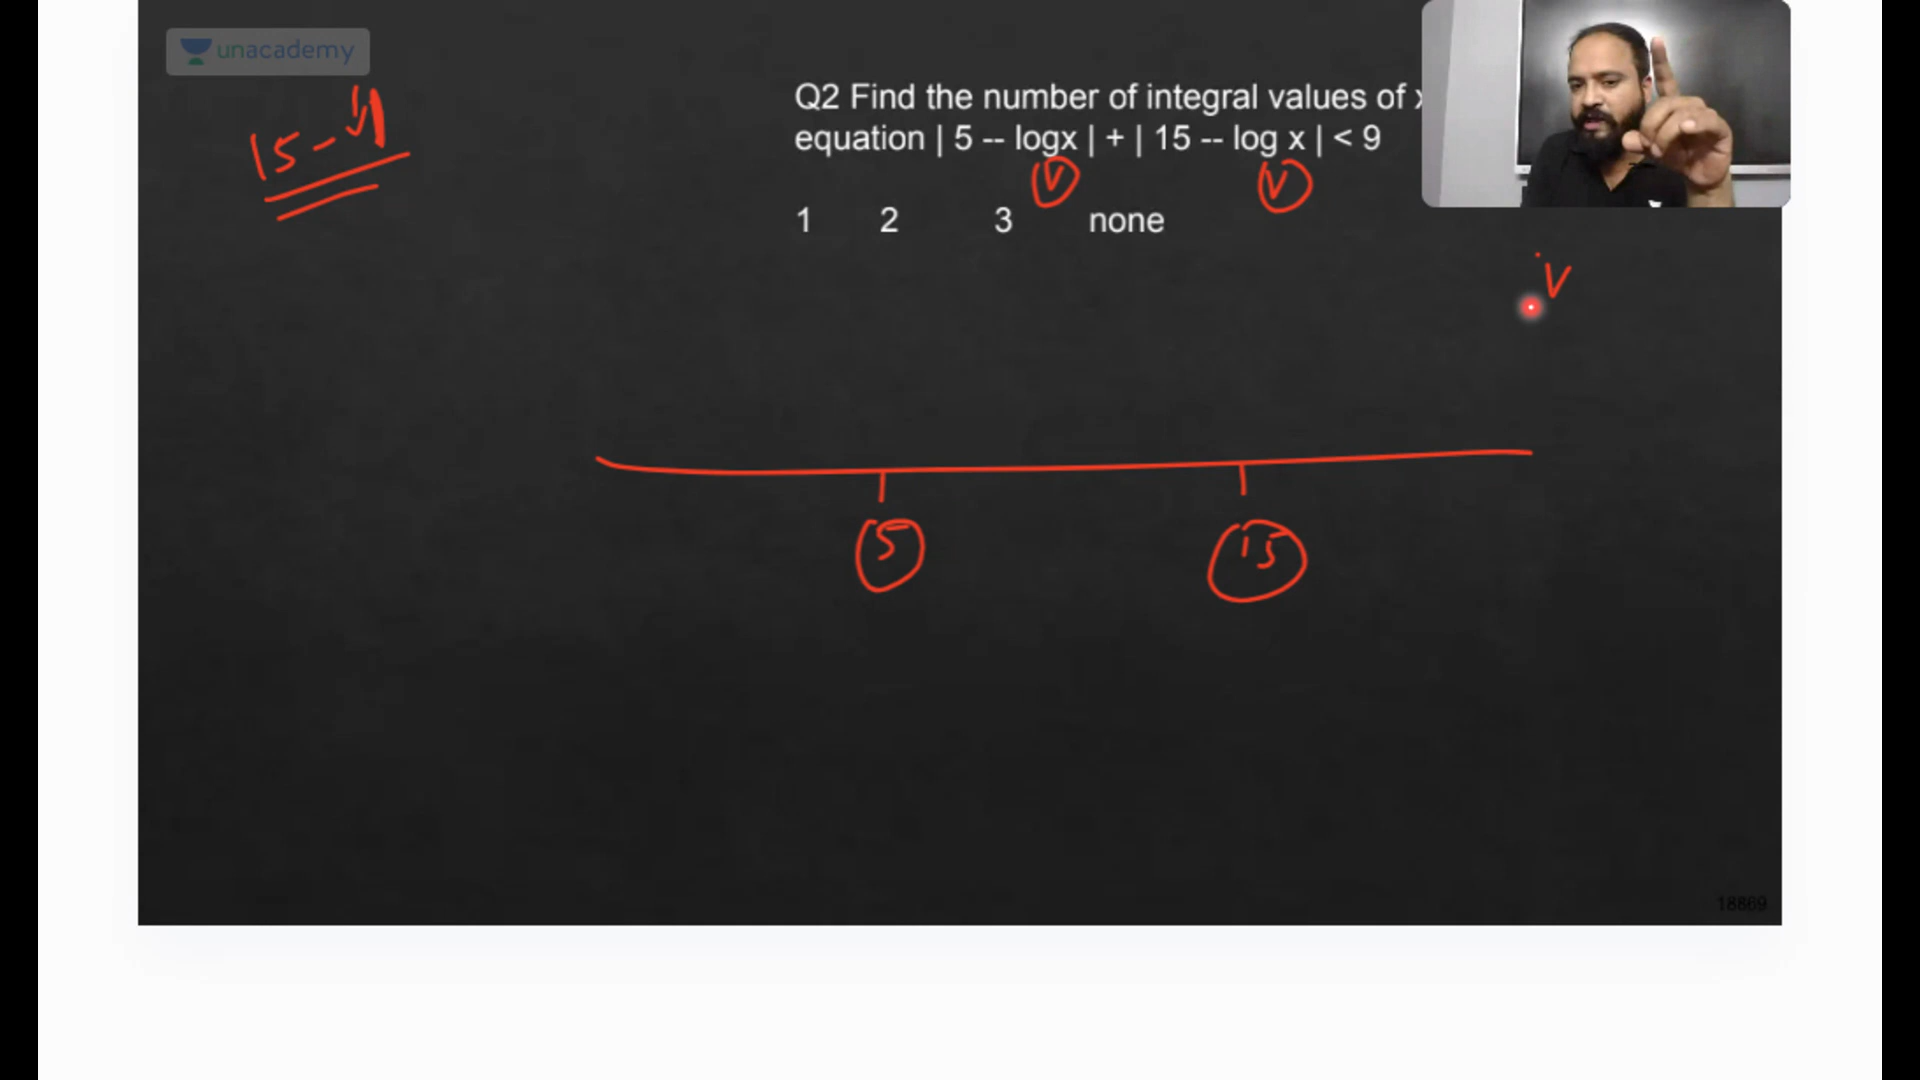 unacademy
15-y
Q2 Find the number of integral values of x
equation | 5 -- logx | + | 15 -- log x | < 9
V V
1 2 3 none
V
5 15
18869